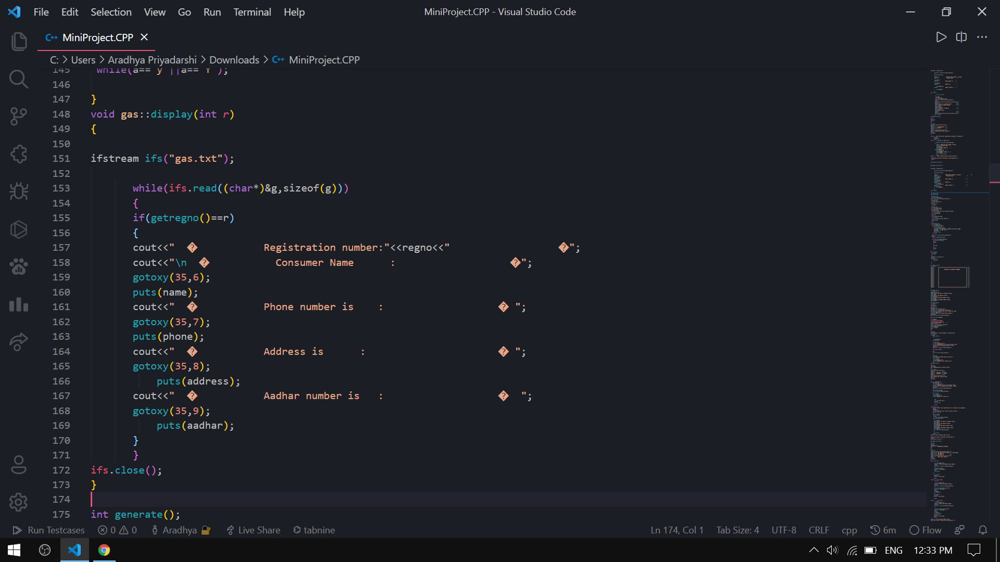 File Edit Selection View Go Run Terminal Help MiniProject.CPP - Visual Studio Code
C++ MiniProject.CPP
C: > Users > Aradhya Priyadarshi > Downloads > C++ MiniProject.CPP
145 while(a== y ||a== Y );
146
147 }
148 void gas::display(int r)
149 {
150
151 ifstream ifs("gas.txt");
152
153 while(ifs.read((char*)&g,sizeof(g)))
154 {
155 if(getregno()==r)
156 {
157 cout<<"  �           Registration number:"<<regno<<"                  �";
158 cout<<"\n  �           Consumer Name      :                   �";
159 gotoxy(35,6);
160 puts(name);
161 cout<<"  �           Phone number is    :                   � ";
162 gotoxy(35,7);
163 puts(phone);
164 cout<<"  �           Address is      :                      � ";
165 gotoxy(35,8);
166 puts(address);
167 cout<<"  �           Aadhar number is   :                   �  ";
168 gotoxy(35,9);
169 puts(aadhar);
170 }
171 }
172 ifs.close();
173 }
174
175 int generate();
Run Testcases 0 0 Aradhya Live Share tabnine Ln 174, Col 1 Tab Size: 4 UTF-8 CRLF cpp 6m Flow
ENG 12:33 PM